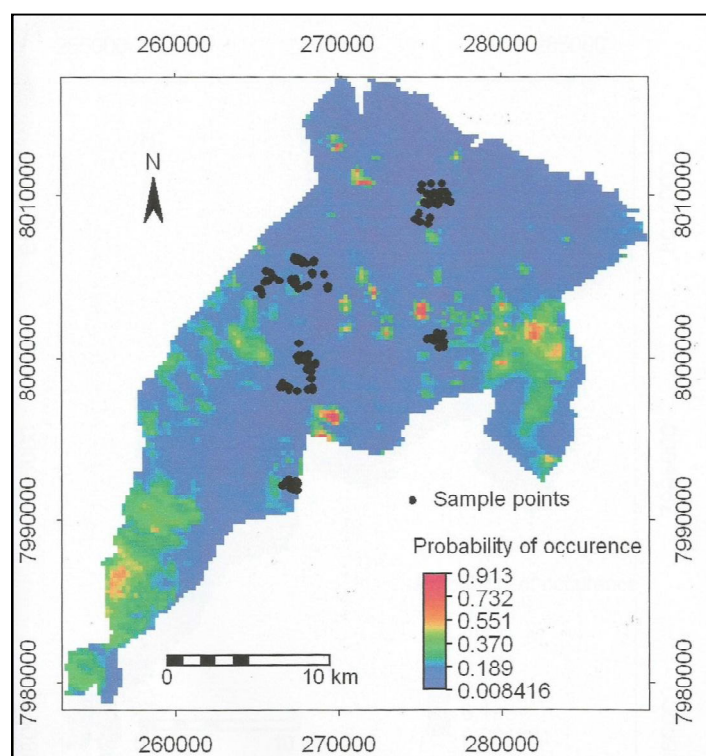 260000 270000 280000
N
8010000 8010000
8000000 8000000
7990000 7990000
7980000 7980000
Sample points
Probability of occurence
0.913
0.732
0.551
0.370
0.189
0.008416
0 10 km
260000 270000 280000